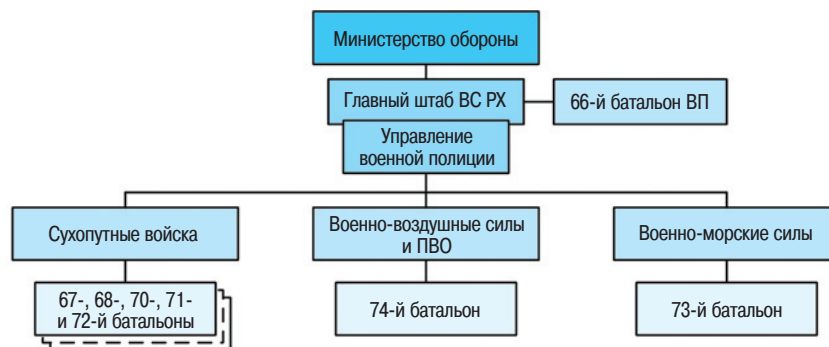 Министерство обороны
Главный штаб ВС РХ
66-й батальон ВП
Управление
военной полиции
Сухопутные войска
Военно-воздушные силы
и ПВО
Военно-морские силы
67-, 68-, 70-, 71-
и 72-й батальоны
74-й батальон
73-й батальон